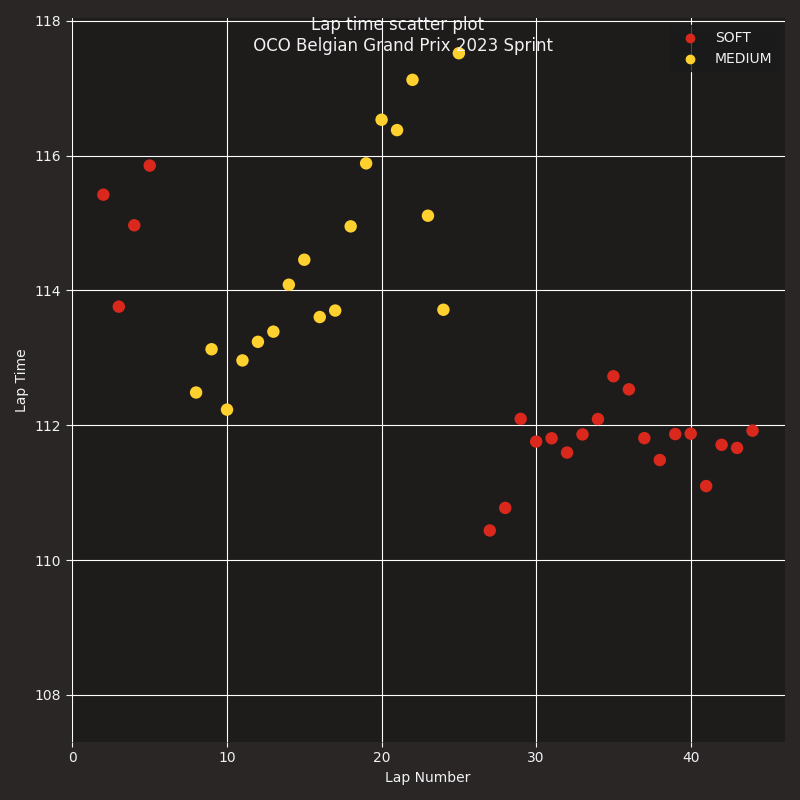 Lap time scatter plot
OCO Belgian Grand Prix 2023 Sprint
SOFT
MEDIUM
118
116
114
112
110
108
Lap Time
0 10 20 30 40
Lap Number